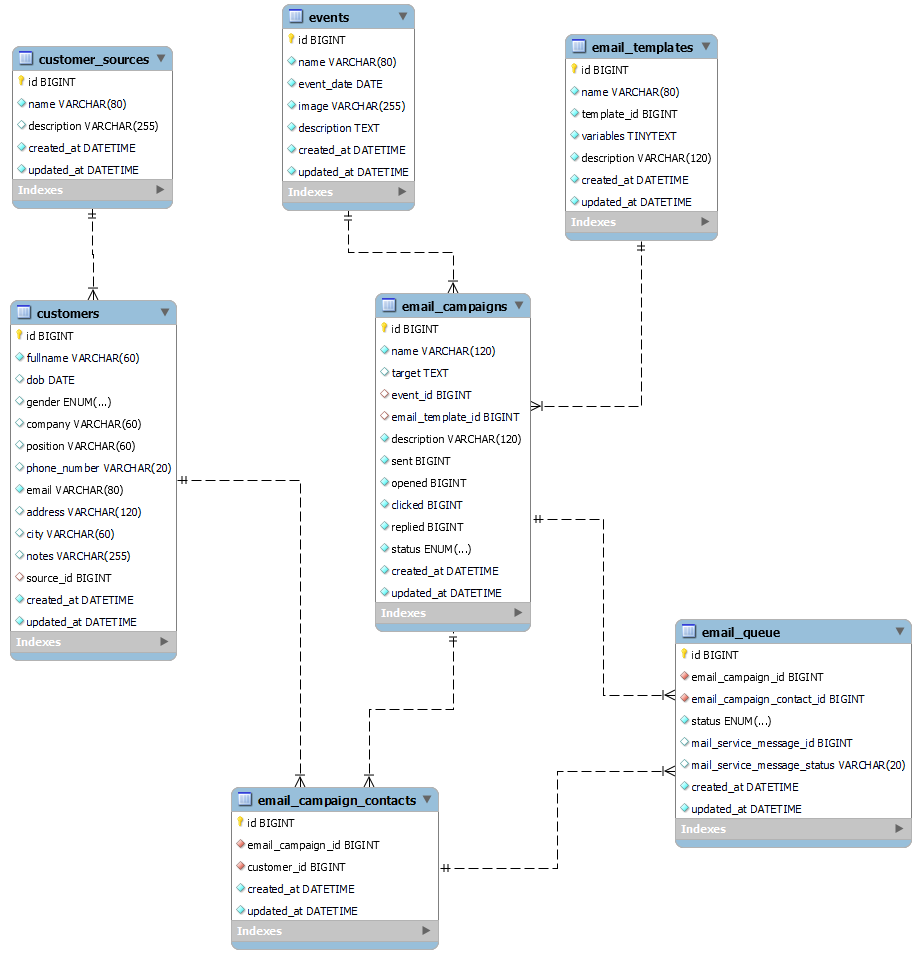 customer_sources
id BIGINT
name VARCHAR(80)
description VARCHAR(255)
created_at DATETIME
updated_at DATETIME
Indexes
events
id BIGINT
name VARCHAR(80)
event_date DATE
image VARCHAR(255)
description TEXT
created_at DATETIME
updated_at DATETIME
Indexes
email_templates
id BIGINT
name VARCHAR(80)
template_id BIGINT
variables TINYTEXT
description VARCHAR(120)
created_at DATETIME
updated_at DATETIME
Indexes
customers
id BIGINT
fullname VARCHAR(60)
dob DATE
gender ENUM(...)
company VARCHAR(60)
position VARCHAR(60)
phone_number VARCHAR(20)
email VARCHAR(80)
address VARCHAR(120)
city VARCHAR(60)
notes VARCHAR(255)
source_id BIGINT
created_at DATETIME
updated_at DATETIME
Indexes
email_campaigns
id BIGINT
name VARCHAR(120)
target TEXT
event_id BIGINT
email_template_id BIGINT
description VARCHAR(120)
sent BIGINT
opened BIGINT
clicked BIGINT
replied BIGINT
status ENUM(...)
created_at DATETIME
updated_at DATETIME
Indexes
email_queue
id BIGINT
email_campaign_id BIGINT
email_campaign_contact_id BIGINT
status ENUM(...)
mail_service_message_id BIGINT
mail_service_message_status VARCHAR(20)
created_at DATETIME
updated_at DATETIME
Indexes
email_campaign_contacts
id BIGINT
email_campaign_id BIGINT
customer_id BIGINT
created_at DATETIME
updated_at DATETIME
Indexes